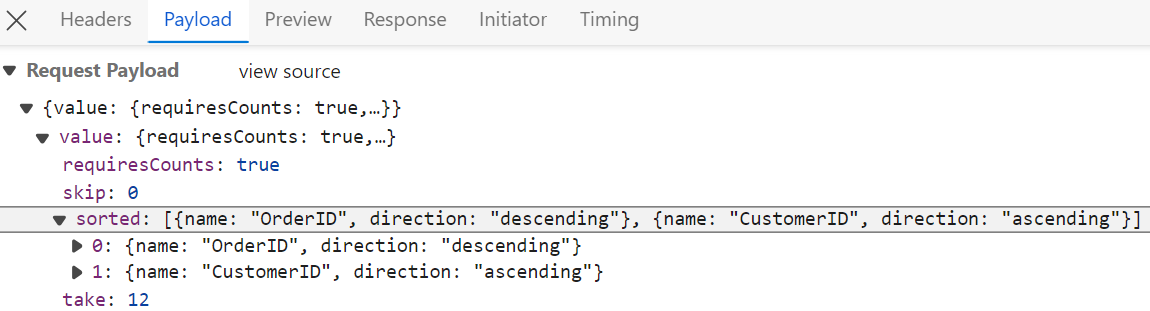 Headers Payload Preview Response Initiator Timing
Request Payload view source
{value: {requiresCounts: true,…}}
value: {requiresCounts: true,…}
requiresCounts: true
skip: 0
sorted: [{name: "OrderID", direction: "descending"}, {name: "CustomerID", direction: "ascending"}]
0: {name: "OrderID", direction: "descending"}
1: {name: "CustomerID", direction: "ascending"}
take: 12